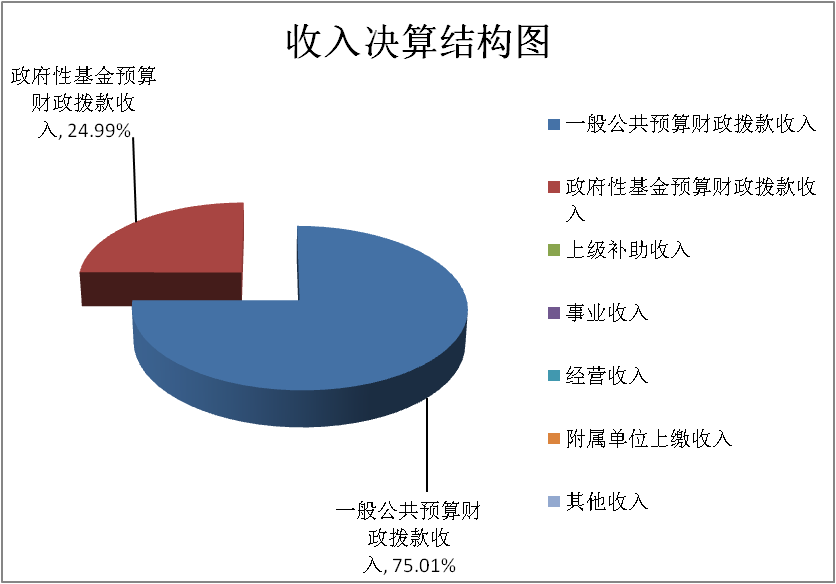 收入决算结构图
政府性基金预算
财政拨款收
入, 24.99%
一般公共预算财政拨款收入
政府性基金预算财政拨款收
入
上级补助收入
事业收入
经营收入
附属单位上缴收入
其他收入
一般公共预算财
政拨款收
入, 75.01%